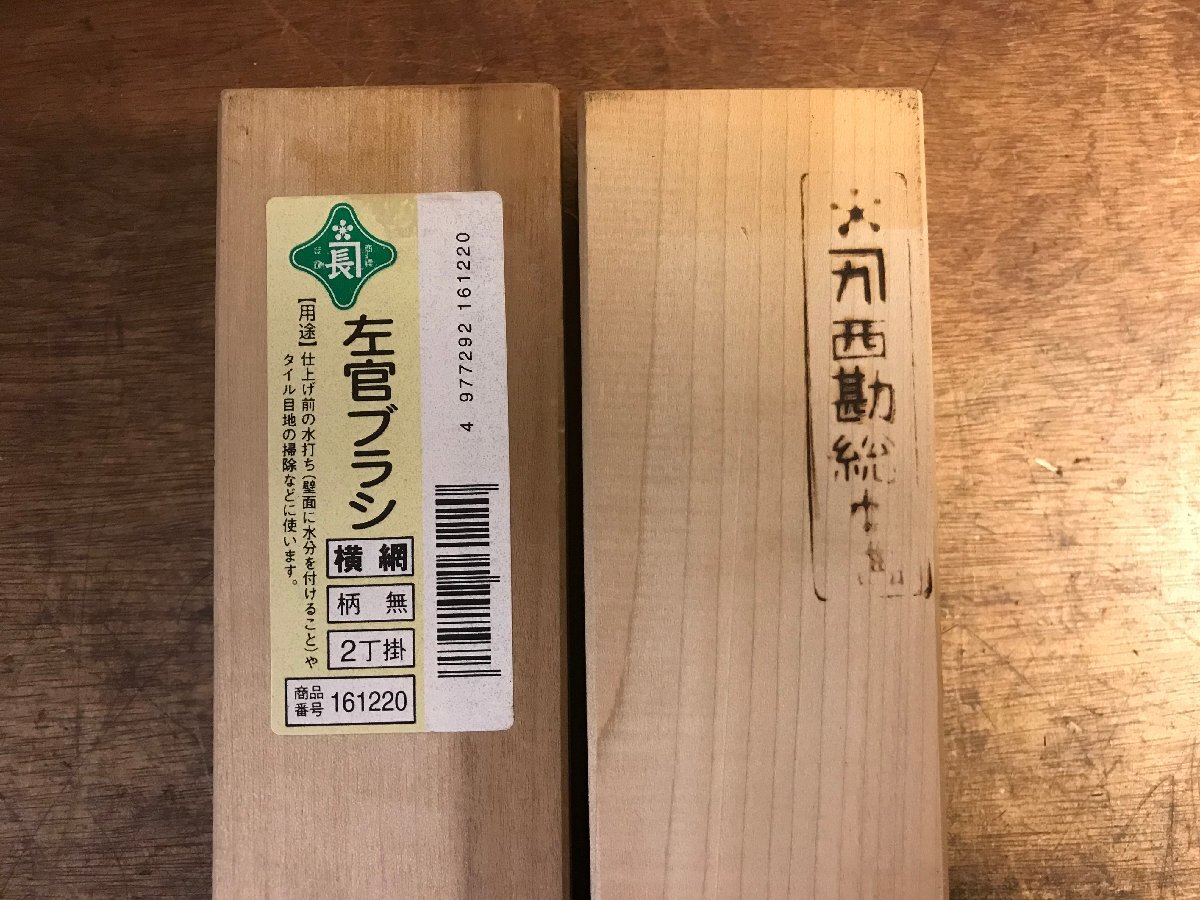 長
左官ブラシ
【用途】仕上げ前の水打ち（壁面に水分を付けること）や
タイル目地の掃除などに使います。
横網
柄無
2丁掛
商品番号 161220
4 977292 161220
西勘総本